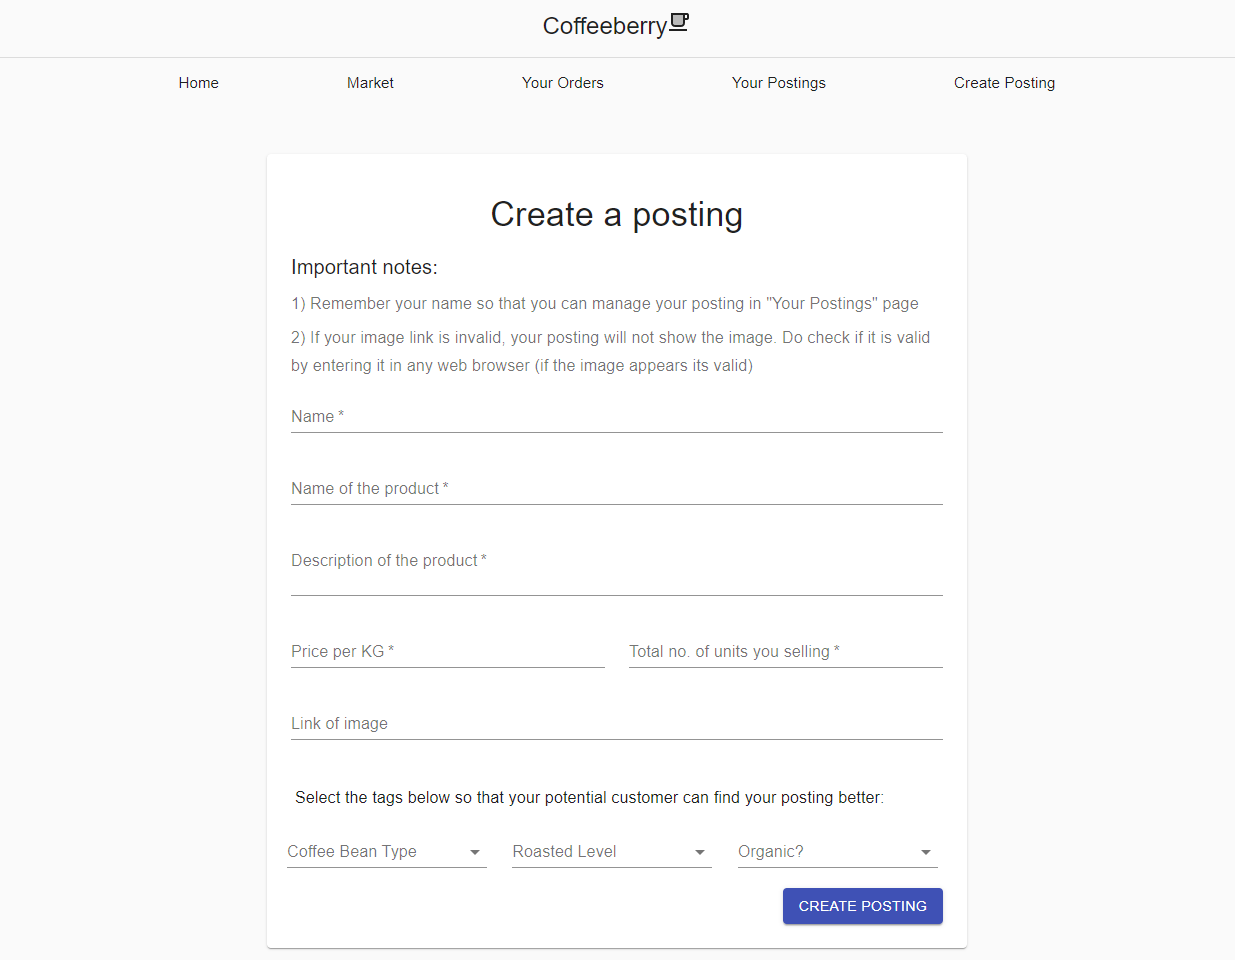 Coffeeberry
Home Market Your Orders Your Postings Create Posting
Create a posting
Important notes:
1) Remember your name so that you can manage your posting in "Your Postings" page
2) If your image link is invalid, your posting will not show the image. Do check if it is valid
by entering it in any web browser (if the image appears its valid)
Name *
Name of the product *
Description of the product *
Price per KG * Total no. of units you selling *
Link of image
Select the tags below so that your potential customer can find your posting better:
Coffee Bean Type Roasted Level Organic?
CREATE POSTING